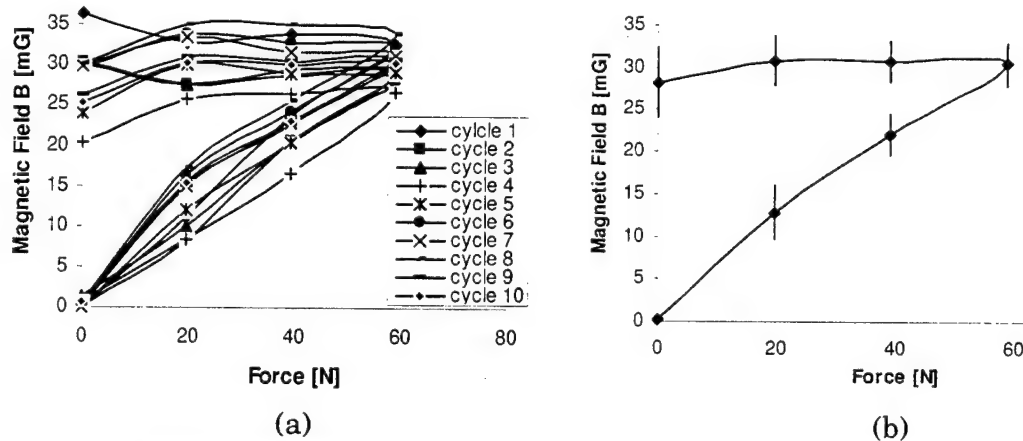 Magnetic Field B [mG]
35
30
25
20
15
10
5
0
0 20 40 60 80
Force [N]
cylcle 1
cycle 2
cycle 3
cycle 4
cycle 5
cycle 6
cycle 7
cycle 8
cycle 9
cycle 10
(a)
Magnetic Field B [mG]
35
30
25
20
15
10
5
0
0 20 40 60
Force [N]
(b)